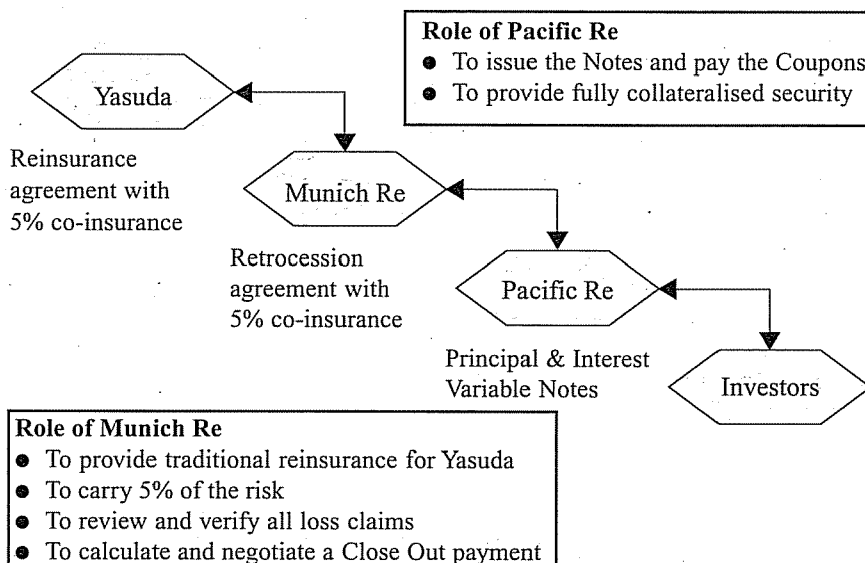 Role of Pacific Re
● To issue the Notes and pay the Coupons
● To provide fully collateralised security
Yasuda
Reinsurance
agreement with
5% co-insurance
Munich Re
Retrocession
agreement with
5% co-insurance
Pacific Re
Principal & Interest
Variable Notes
Investors
Role of Munich Re
● To provide traditional reinsurance for Yasuda
● To carry 5% of the risk
● To review and verify all loss claims
● To calculate and negotiate a Close Out payment